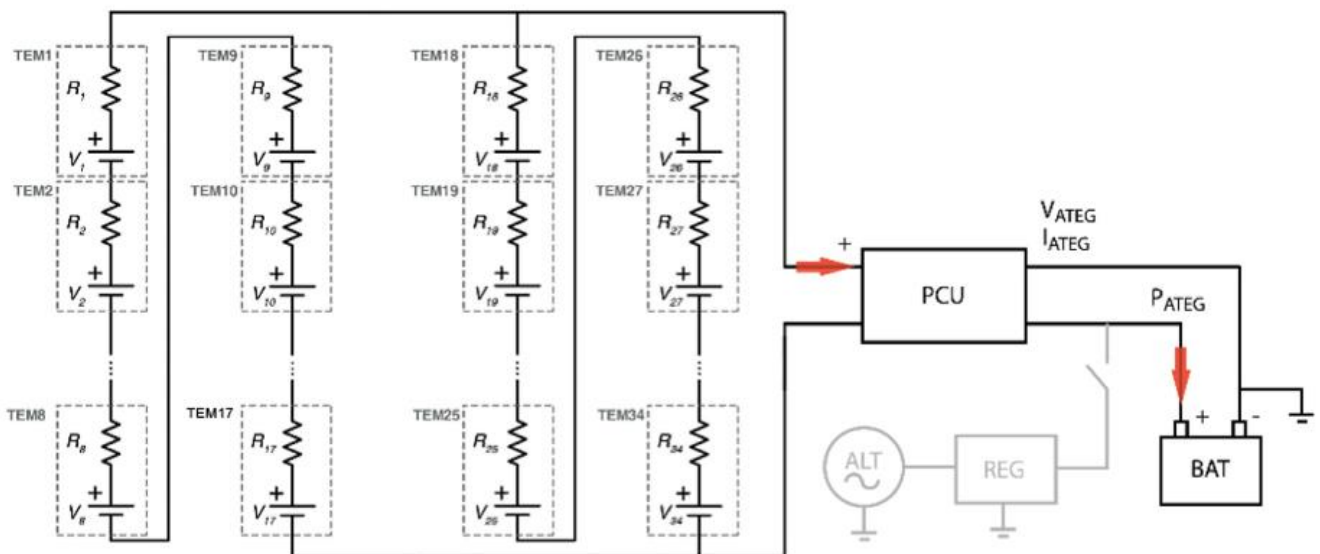 TEM1
R1
+
V1
TEM2
R2
+
V2
TEM8
R8
+
V8
TEM9
R9
+
V9
TEM10
R10
+
V10
TEM17
R17
+
V17
TEM18
R18
+
V18
TEM19
R19
+
V19
TEM25
R25
+
V25
TEM26
R26
+
V26
TEM27
R27
+
V27
TEM34
R34
+
V34
+
PCU
VATEG
IATEG
PATEG
ALT
REG
+ -
BAT